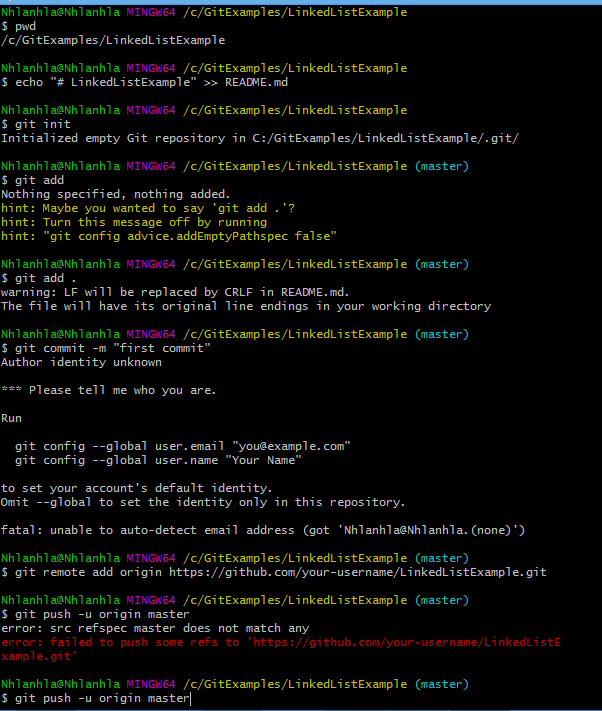 Nhlanhla@Nhlanhla MINGW64 /c/GitExamples/LinkedListExample
$ pwd
/c/GitExamples/LinkedListExample
Nhlanhla@Nhlanhla MINGW64 /c/GitExamples/LinkedListExample
$ echo "# LinkedListExample" >> README.md
Nhlanhla@Nhlanhla MINGW64 /c/GitExamples/LinkedListExample
$ git init
Initialized empty Git repository in C:/GitExamples/LinkedListExample/.git/
Nhlanhla@Nhlanhla MINGW64 /c/GitExamples/LinkedListExample (master)
$ git add
Nothing specified, nothing added.
hint: Maybe you wanted to say 'git add .'?
hint: Turn this message off by running
hint: "git config advice.addEmptyPathspec false"
Nhlanhla@Nhlanhla MINGW64 /c/GitExamples/LinkedListExample (master)
$ git add .
warning: LF will be replaced by CRLF in README.md.
The file will have its original line endings in your working directory
Nhlanhla@Nhlanhla MINGW64 /c/GitExamples/LinkedListExample (master)
$ git commit -m "first commit"
Author identity unknown
*** Please tell me who you are.
Run
git config --global user.email "you@example.com"
git config --global user.name "Your Name"
to set your account's default identity.
Omit --global to set the identity only in this repository.
fatal: unable to auto-detect email address (got 'Nhlanhla@Nhlanhla.(none)')
Nhlanhla@Nhlanhla MINGW64 /c/GitExamples/LinkedListExample (master)
$ git remote add origin https://github.com/your-username/LinkedListExample.git
Nhlanhla@Nhlanhla MINGW64 /c/GitExamples/LinkedListExample (master)
$ git push -u origin master
error: src refspec master does not match any
error: failed to push some refs to 'https://github.com/your-username/LinkedListE
xample.git'
Nhlanhla@Nhlanhla MINGW64 /c/GitExamples/LinkedListExample (master)
$ git push -u origin master